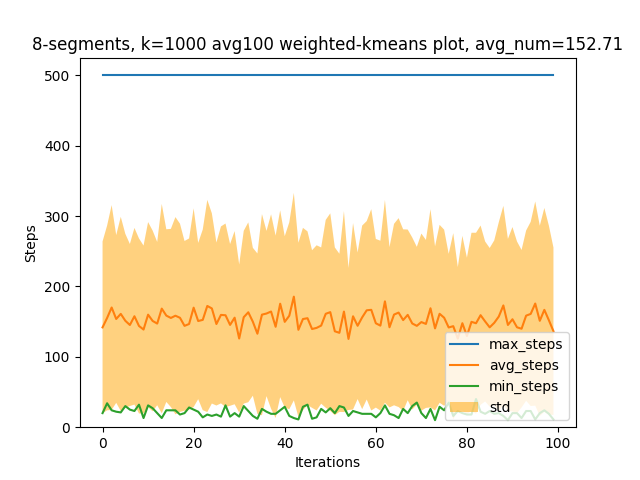 8-segments, k=1000 avg100 weighted-kmeans plot, avg_num=152.71
500
400
300
200
100
0
Steps
max_steps
avg_steps
min_steps
std
0 20 40 60 80 100
Iterations